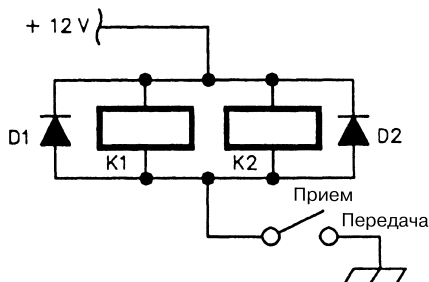 + 12 V
D1
K1
K2
D2
Прием
Передача